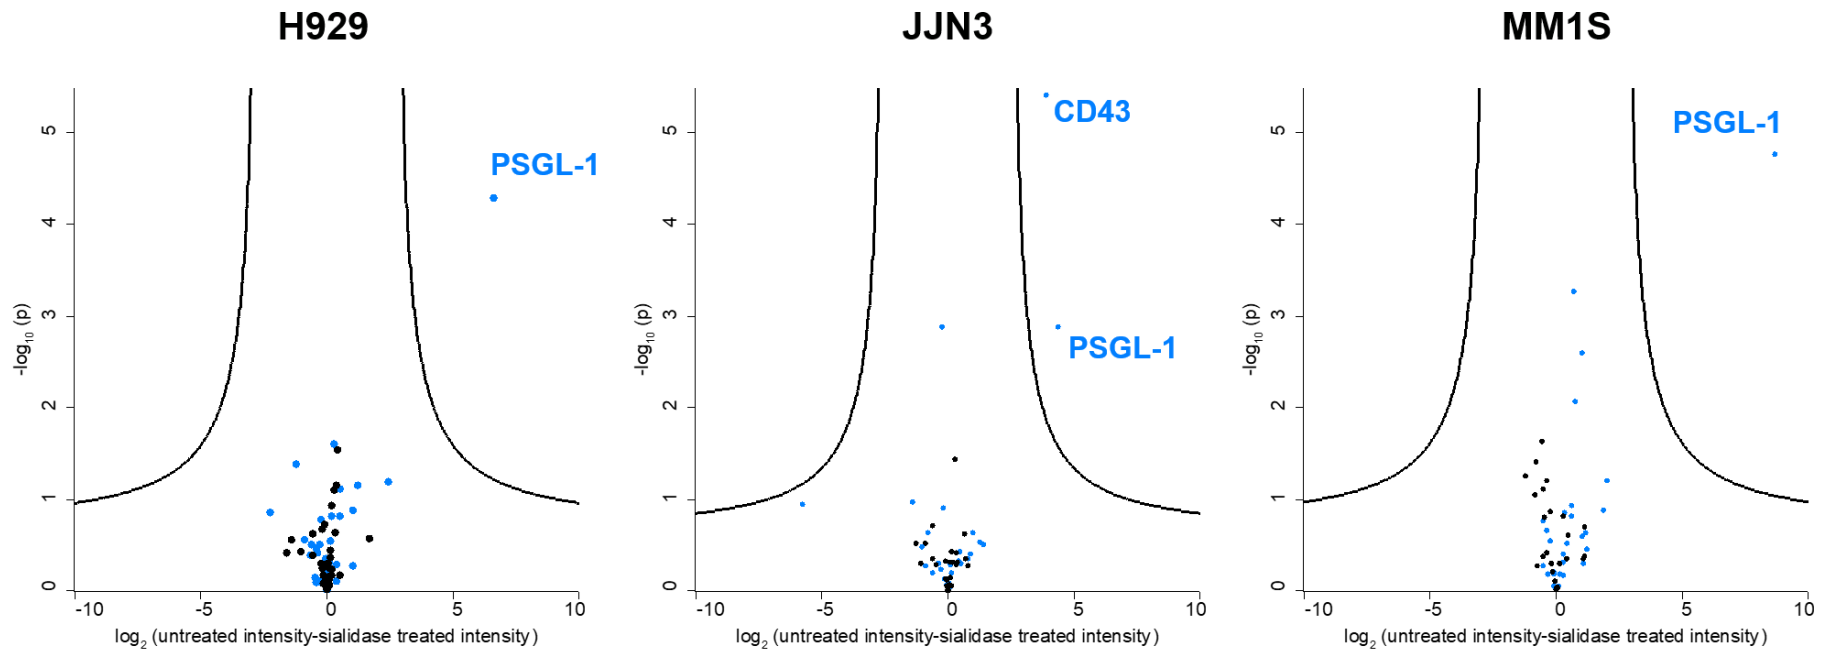 H929
JJN3
MM1S
5
4
3
2
1
0
-log10 (p)
PSGL-1
-10
-5
0
5
10
log2 (untreated intensity-sialidase treated intensity)
5
4
3
2
1
0
-log10 (p)
CD43
PSGL-1
-10
-5
0
5
10
log2 (untreated intensity-sialidase treated intensity)
5
4
3
2
1
0
-log10 (p)
PSGL-1
-10
-5
0
5
10
log2 (untreated intensity-sialidase treated intensity)